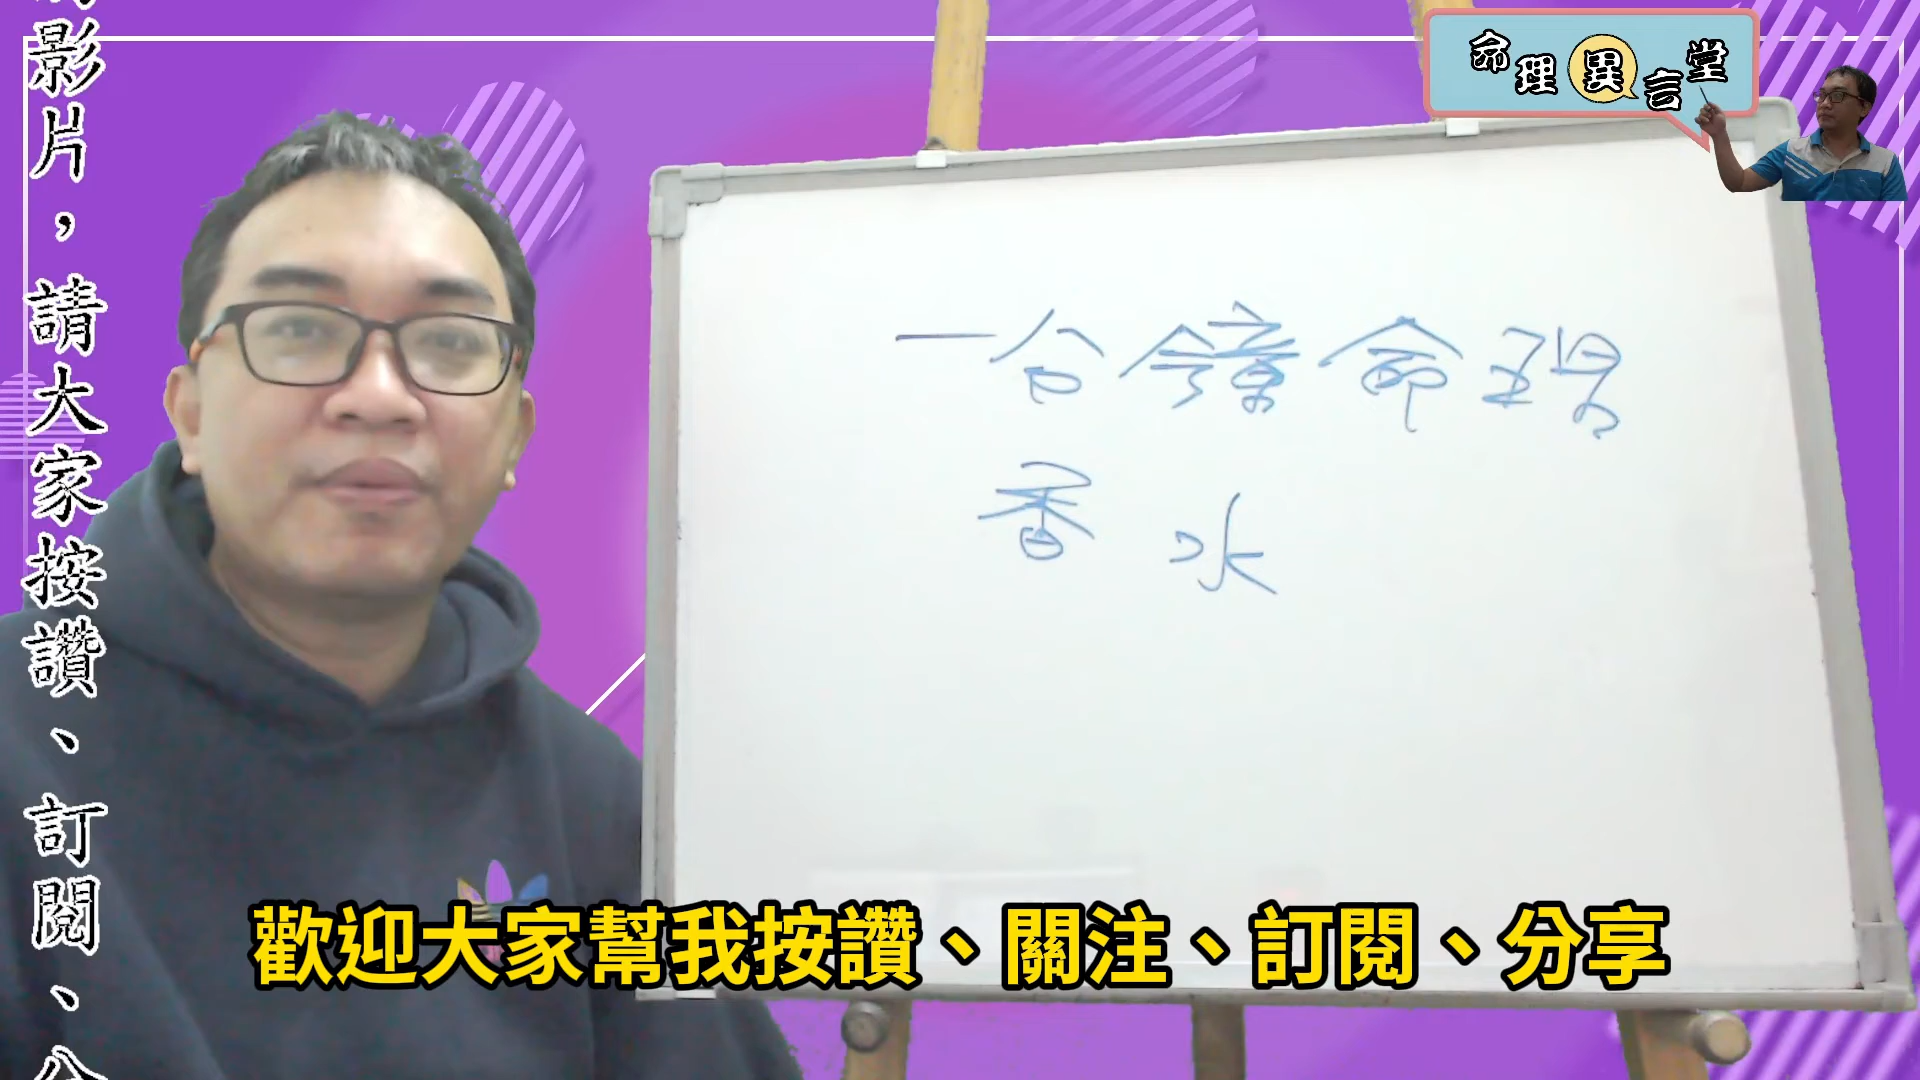 影片，請大家按讚、訂閱、分
命理異言堂
一分鐘命理
香水
歡迎大家幫我按讚、關注、訂閱、分享